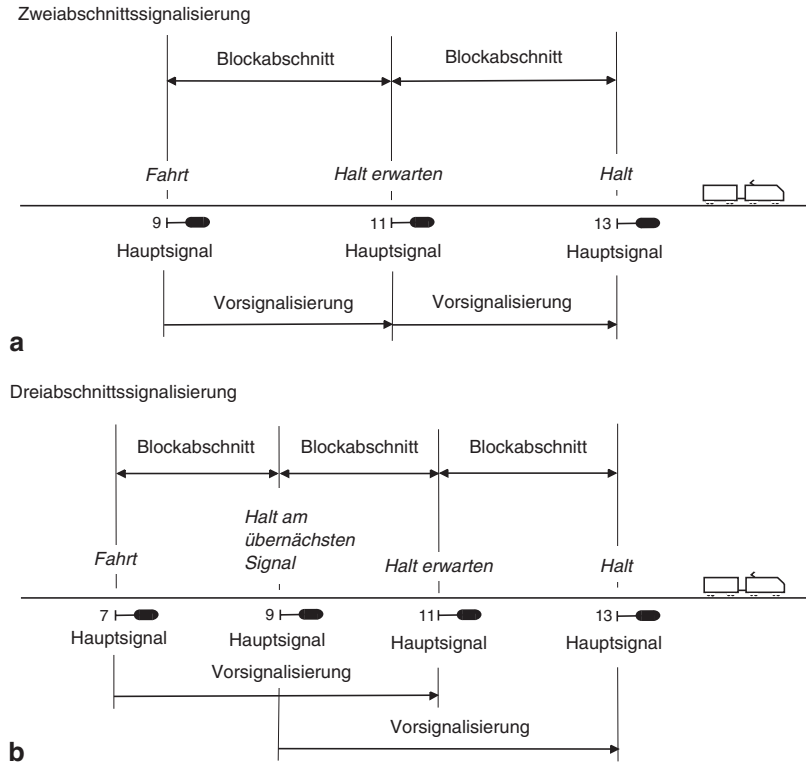 Zweiabschnittssignalisierung
Blockabschnitt Blockabschnitt
Fahrt Halt erwarten Halt
9 11 13
Hauptsignal Hauptsignal Hauptsignal
Vorsignalisierung Vorsignalisierung
a
Dreiabschnittssignalisierung
Blockabschnitt Blockabschnitt Blockabschnitt
Halt am
übernächsten
Fahrt Signal Halt erwarten Halt
7 9 11 13
Hauptsignal Hauptsignal Hauptsignal Hauptsignal
Vorsignalisierung
Vorsignalisierung
b